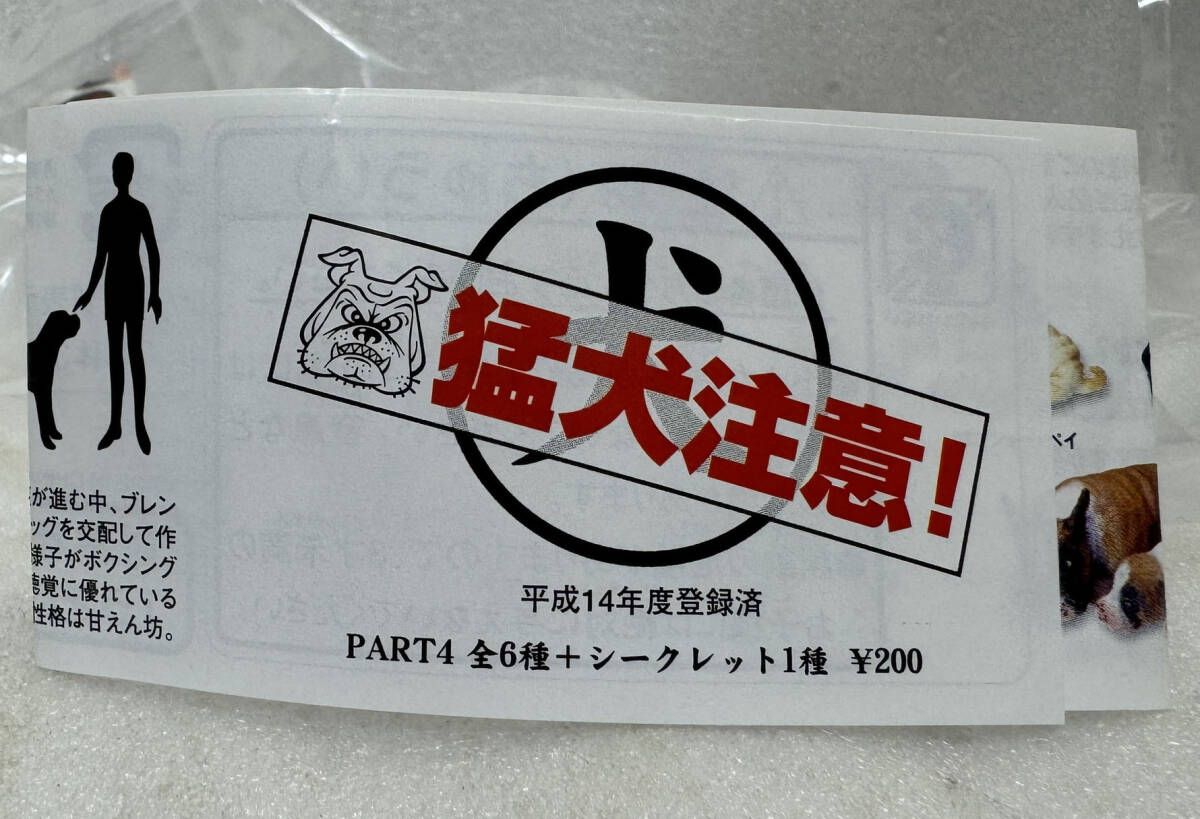 犬
猛犬注意!
平成14年度登録済
PART4 全6種+シークレット1種 ¥200
が進む中、ブレン
ッグを交配して作
様子がボクシング
覚に優れている
性格は甘えん坊。
ペイ